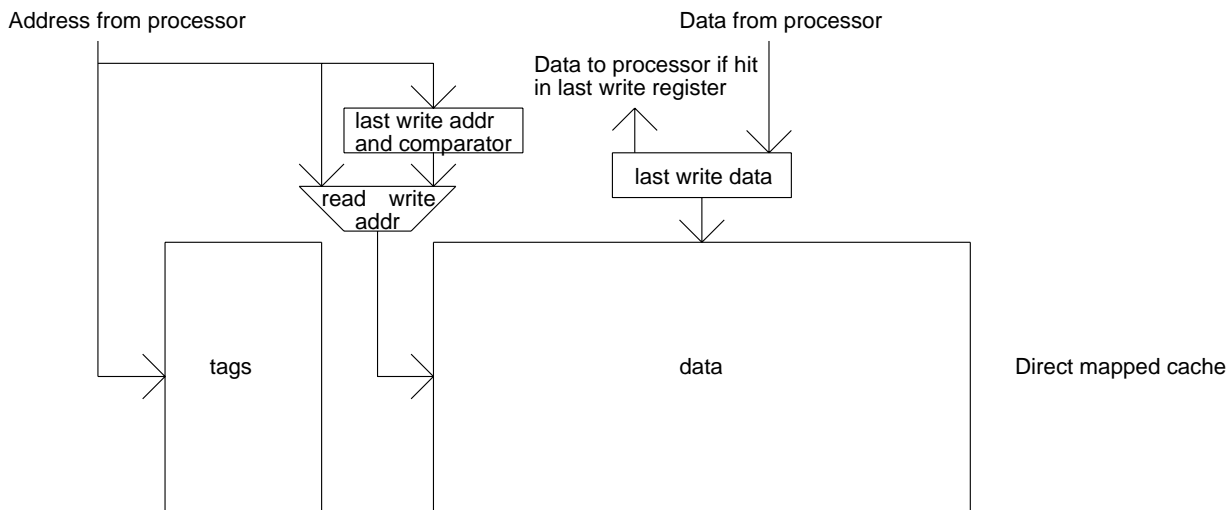 Address from processor
Data from processor
Data to processor if hit
in last write register
last write addr
and comparator
last write data
read write
addr
tags
data
Direct mapped cache